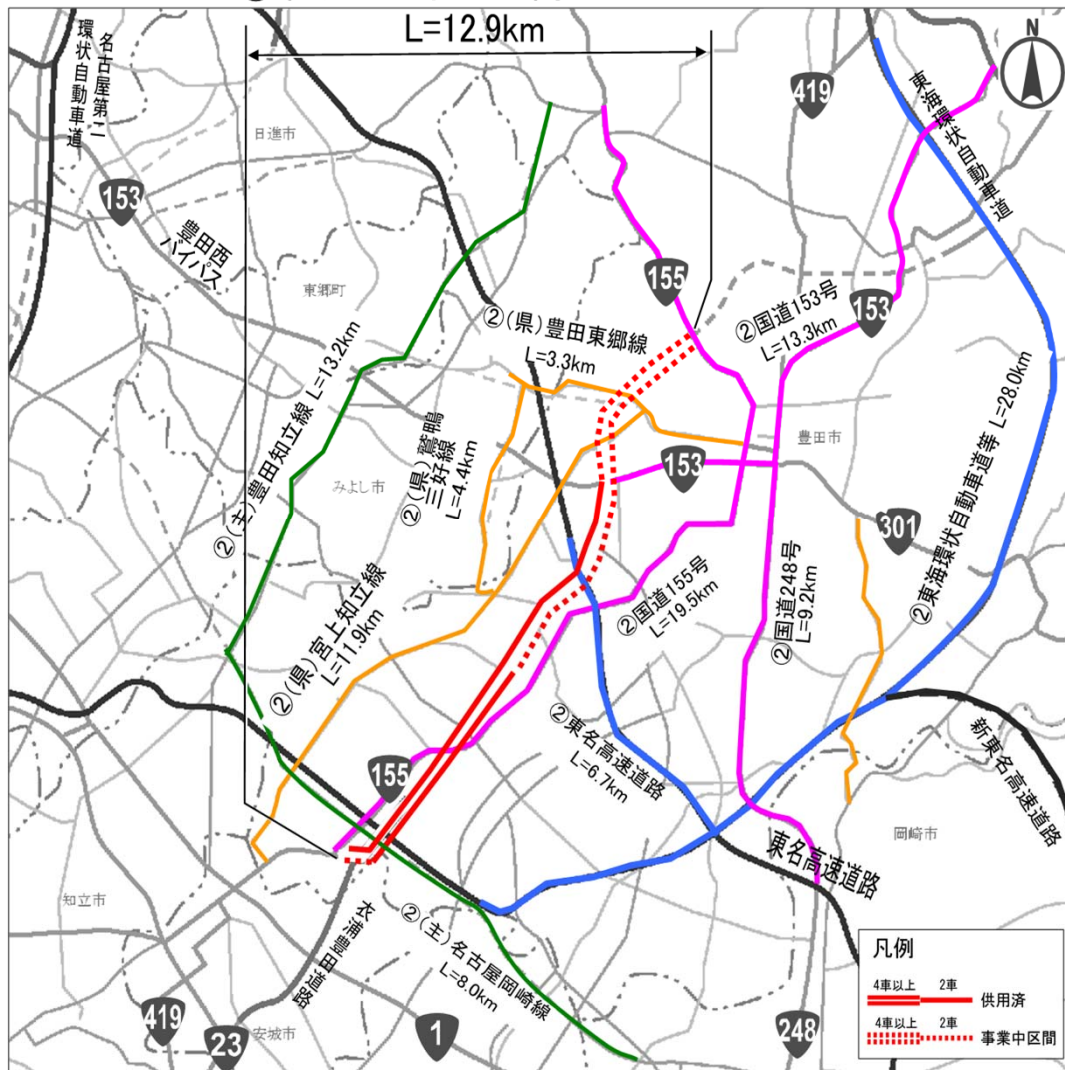 L=12.9km
名古屋第二
環状自動車道
日進市
419
東海環状自動車道
N
153
豊田西
バイパス
155
東郷町
②国道153号
L=13.3km
153
②(県)豊田東郷線
L=3.3km
②(主)豊田知立線 L=13.2km
②(県)鴛鴨
三好線
L=4.4km
みよし市
153
豊田市
301
②東海環状自動車道等 L=28.0km
②(県)宮上知立線
L=11.9km
②国道155号
L=19.5km
②国道248号
L=9.2km
②東名高速道路
L=6.7km
新東名高速道路
155
岡崎市
東名高速道路
知立市
衣浦豊田道路
②(主)名古屋岡崎線
L=8.0km
419
23
安城市
1
248
凡例
4車以上 2車 供用済
4車以上 2車 事業中区間